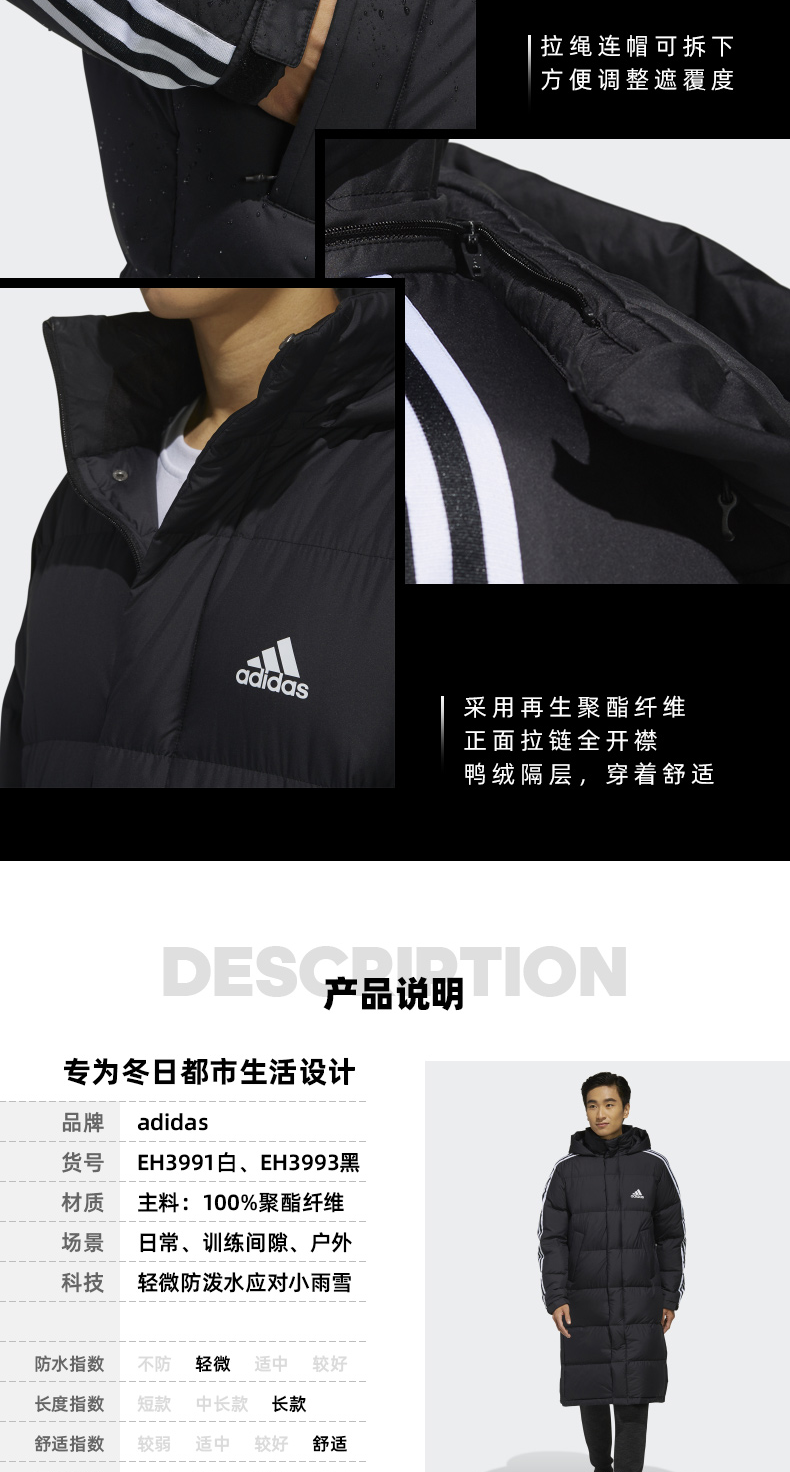 拉绳连帽可拆下
方便调整遮覆度
adidas
采用再生聚酯纤维
正面拉链全开襟
鸭绒隔层，穿着舒适
DESCRIPTION
产品说明
专为冬日都市生活设计
品牌 adidas
货号 EH3991白、EH3993黑
材质 主料：100%聚酯纤维
场景 日常、训练间隙、户外
科技 轻微防泼水应对小雨雪
防水指数 不防 轻微 适中 较好
长度指数 短款 中长款 长款
舒适指数 较弱 适中 较好 舒适